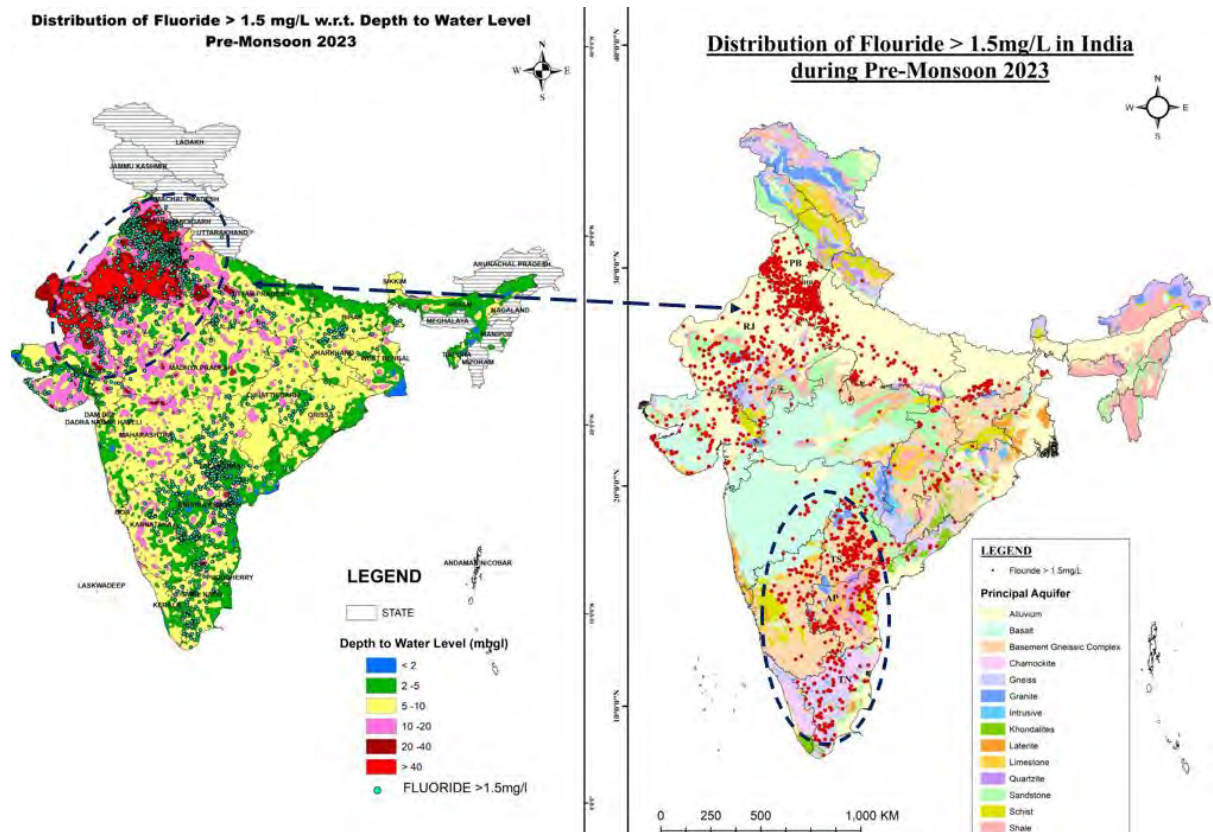 Distribution of Fluoride > 1.5 mg/L w.r.t. Depth to Water Level
Pre-Monsoon 2023
N
W
E
S
LADAKH
JAMMU KASHMIR
UTTARAKHAND
ARUNACHAL PRADESH
SIKKIM
NAGALAND
MEGHALAYA
MANIPUR
MIZORAM
JHARKHAND
WEST BENGAL
MADHYA PRADESH
DADRA NAGAR HAVELI
MAHARASHTRA
ORISSA
GOA
KARNATAKA
LASKWADEEP
KERALA
ANDAMAN NICOBAR
LEGEND
STATE
Depth to Water Level (mbgl)
< 2
2 -5
5 -10
10 -20
20 -40
> 40
FLUORIDE >1.5mg/l
Distribution of Flouride > 1.5mg/L in India
during Pre-Monsoon 2023
N
W
E
S
PB
RJ
TS
AP
TN
LEGEND
Flouride > 1.5mg/L
Principal Aquifer
Alluvium
Basalt
Basement Gneissic Complex
Charnockite
Gneiss
Granite
Intrusive
Khondalites
Laterite
Limestone
Quartzite
Sandstone
Schist
Shale
0 250 500 1,000 KM